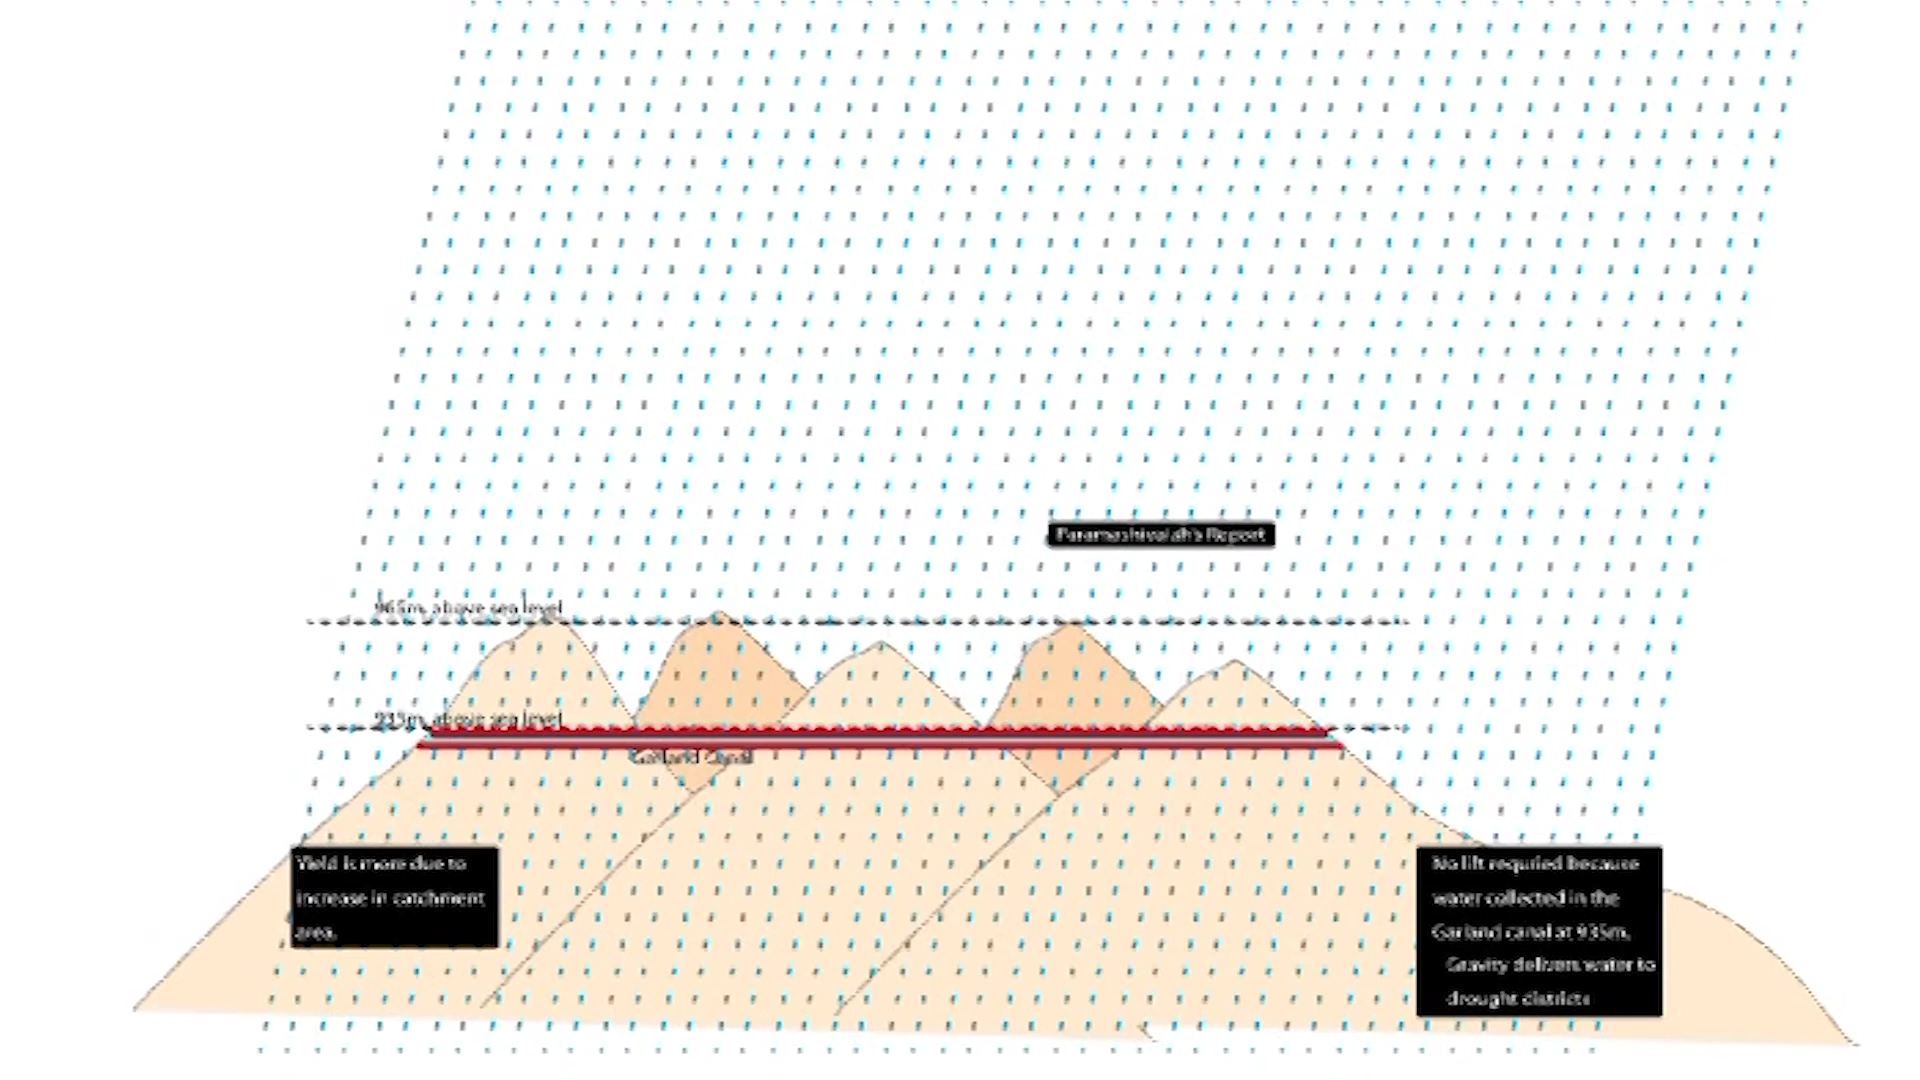 Paramashivaiah's Report
965m, above sea level
935m, above sea level
Garland Canal
Yield is more due to
increase in catchment
area.
No lift requried because
water collected in the
Garland canal at 935m.
Gravity delivers water to
drought districts